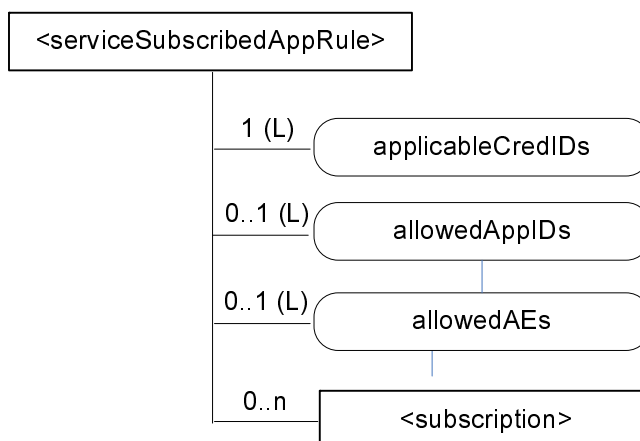 <serviceSubscribedAppRule>
1 (L)
applicableCredIDs
0..1 (L)
allowedAppIDs
0..1 (L)
allowedAEs
0..n
<subscription>